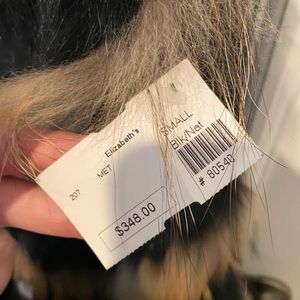 Elizabeth's
MET
207
$348.00
SMALL
Blk/Nat
# 80540